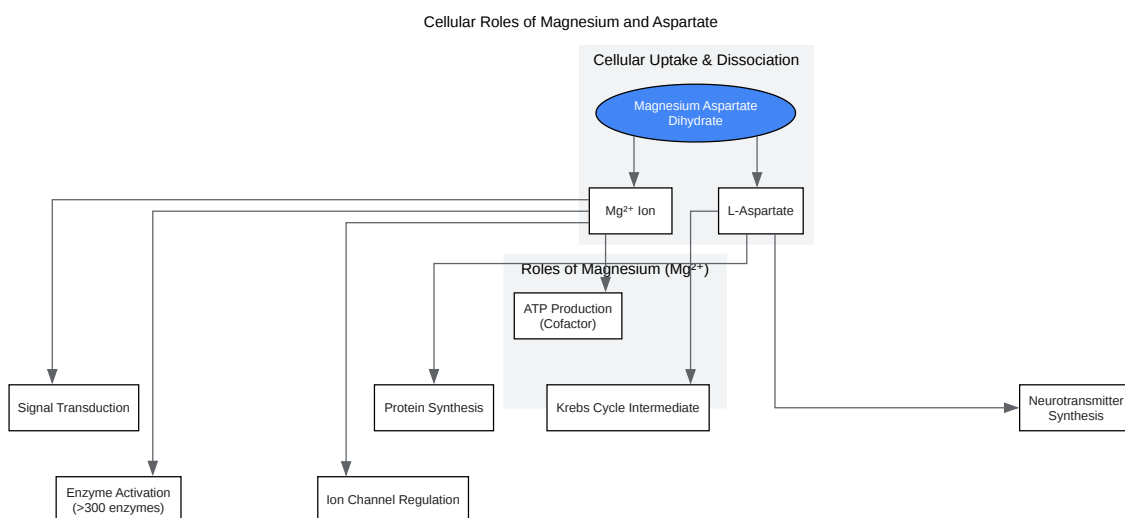 Cellular Roles of Magnesium and Aspartate
Cellular Uptake & Dissociation
Magnesium Aspartate
Dihydrate
Mg²⁺ Ion
L-Aspartate
Roles of Magnesium (Mg²⁺)
ATP Production
(Cofactor)
Signal Transduction
Protein Synthesis
Krebs Cycle Intermediate
Neurotransmitter
Synthesis
Enzyme Activation
(>300 enzymes)
Ion Channel Regulation